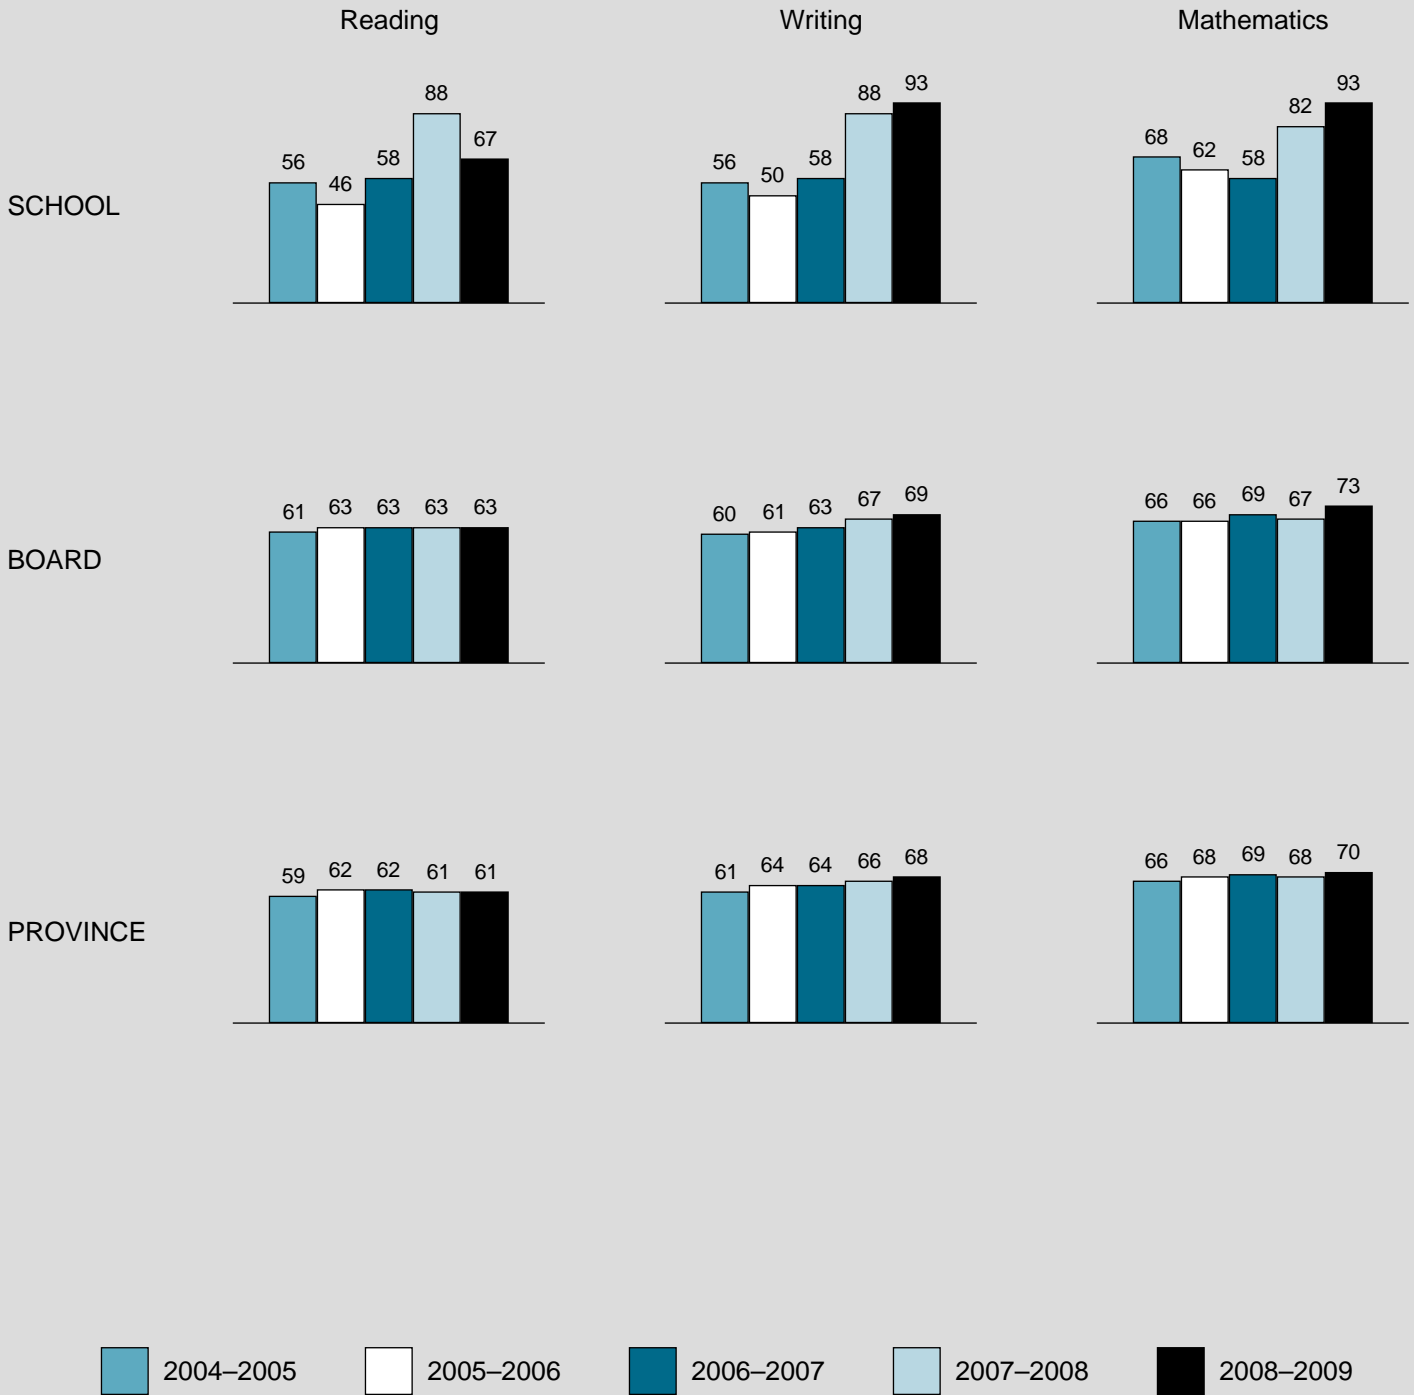 Reading Writing Mathematics
SCHOOL
56 46 58 88 67
56 50 58 88 93
68 62 58 82 93
BOARD
61 63 63 63 63
60 61 63 67 69
66 66 69 67 73
PROVINCE
59 62 62 61 61
61 64 64 66 68
66 68 69 68 70
2004–2005 2005–2006 2006–2007 2007–2008 2008–2009